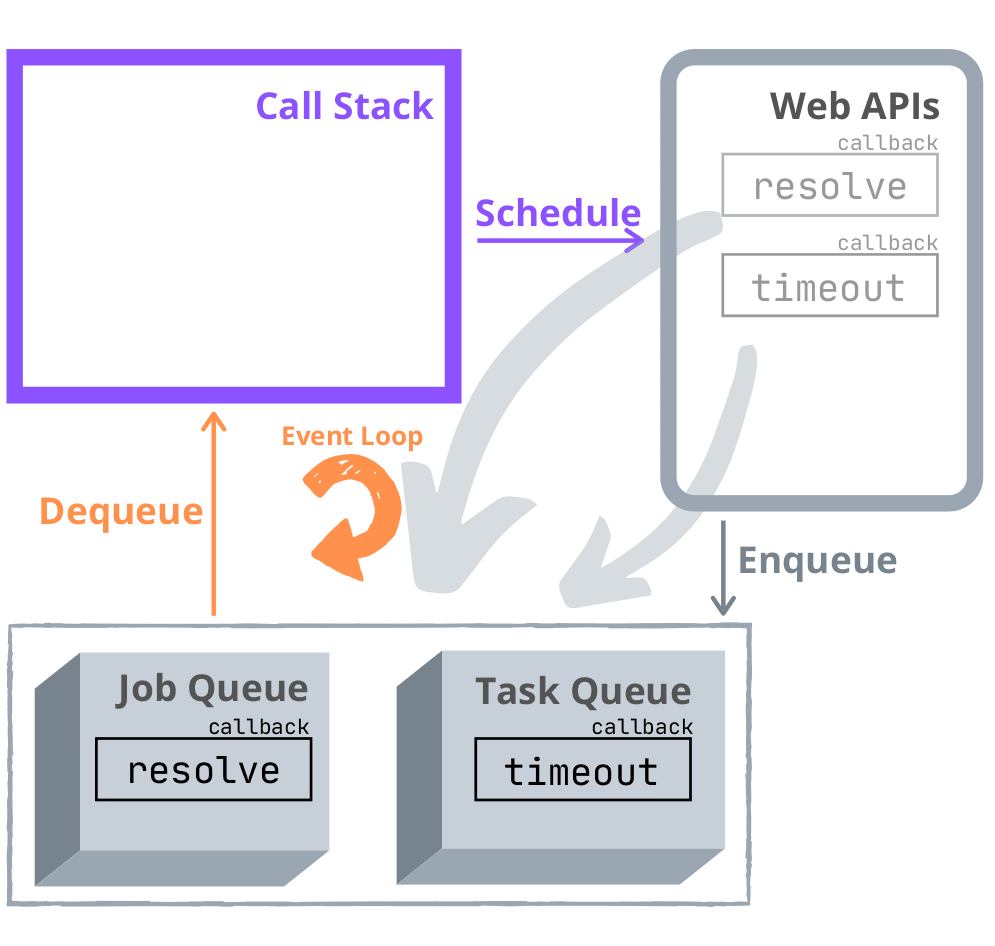 Call Stack
Web APIs
callback
resolve
Schedule
callback
timeout
Event Loop
Dequeue
Enqueue
Job Queue
callback
resolve
Task Queue
callback
timeout